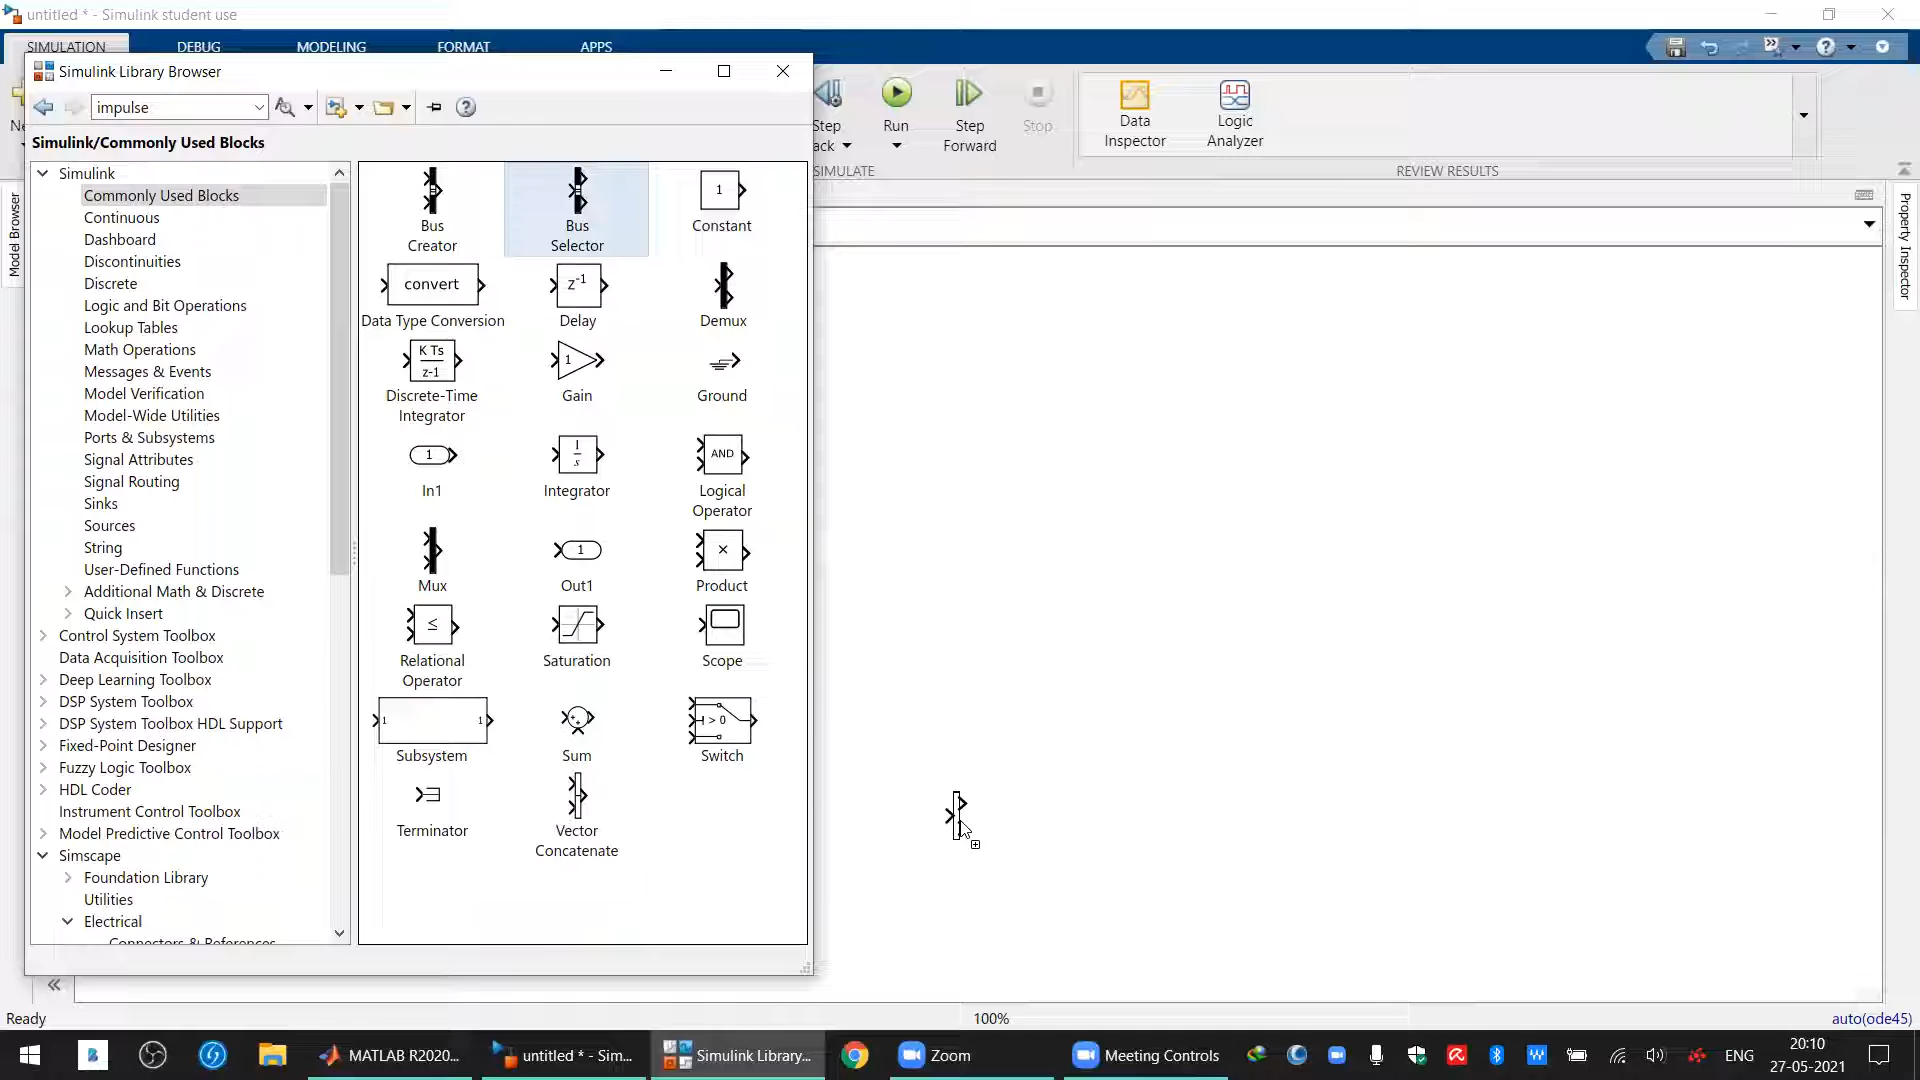 untitled * - Simulink student use
SIMULATION
DEBUG
MODELING
FORMAT
APPS
Simulink Library Browser
impulse
Simulink/Commonly Used Blocks
Simulink
Commonly Used Blocks
Continuous
Dashboard
Discontinuities
Discrete
Logic and Bit Operations
Lookup Tables
Math Operations
Messages & Events
Model Verification
Model-Wide Utilities
Ports & Subsystems
Signal Attributes
Signal Routing
Sinks
Sources
String
User-Defined Functions
Additional Math & Discrete
Quick Insert
Control System Toolbox
Data Acquisition Toolbox
Deep Learning Toolbox
DSP System Toolbox
DSP System Toolbox HDL Support
Fixed-Point Designer
Fuzzy Logic Toolbox
HDL Coder
Instrument Control Toolbox
Model Predictive Control Toolbox
Simscape
Foundation Library
Utilities
Electrical
Connectors & References
Bus
Creator
Bus
Selector
1
Constant
convert
Data Type Conversion
Z-1
Delay
Demux
K Ts
z-1
Discrete-Time
Integrator
1
Gain
Ground
1
In1
1
s
Integrator
AND
Logical
Operator
Mux
1
Out1
×
Product
≤
Relational
Operator
Saturation
Scope
1
1
Subsystem
+
+
Sum
> 0
Switch
Terminator
Vector
Concatenate
Step
ack
Run
Step
Forward
Stop
SIMULATE
Data
Inspector
Logic
Analyzer
REVIEW RESULTS
Ne
Model Browser
Property Inspector
Ready
100%
auto(ode45)
MATLAB R2020...
untitled * - Sim...
Simulink Library...
Zoom
Meeting Controls
ENG
20:10
27-05-2021